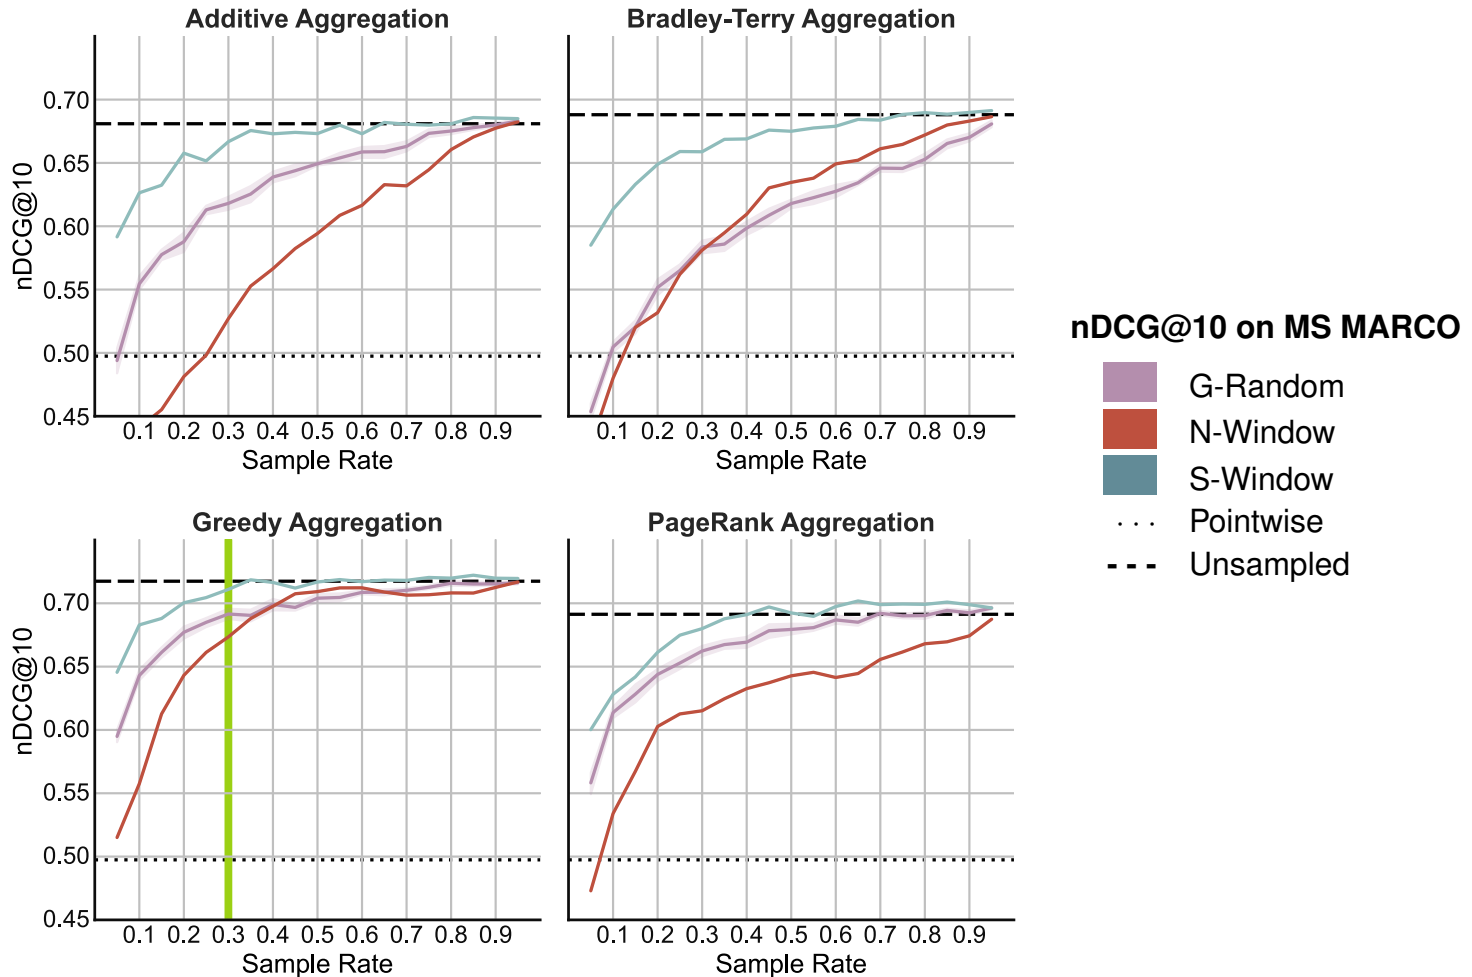 Additive Aggregation
Bradley-Terry Aggregation
nDCG@10
0.70
0.65
0.60
0.55
0.50
0.45
0.1 0.2 0.3 0.4 0.5 0.6 0.7 0.8 0.9
Sample Rate
0.1 0.2 0.3 0.4 0.5 0.6 0.7 0.8 0.9
Sample Rate
Greedy Aggregation
PageRank Aggregation
nDCG@10
0.70
0.65
0.60
0.55
0.50
0.45
0.1 0.2 0.3 0.4 0.5 0.6 0.7 0.8 0.9
Sample Rate
0.1 0.2 0.3 0.4 0.5 0.6 0.7 0.8 0.9
Sample Rate
nDCG@10 on MS MARCO
G-Random
N-Window
S-Window
Pointwise
Unsampled